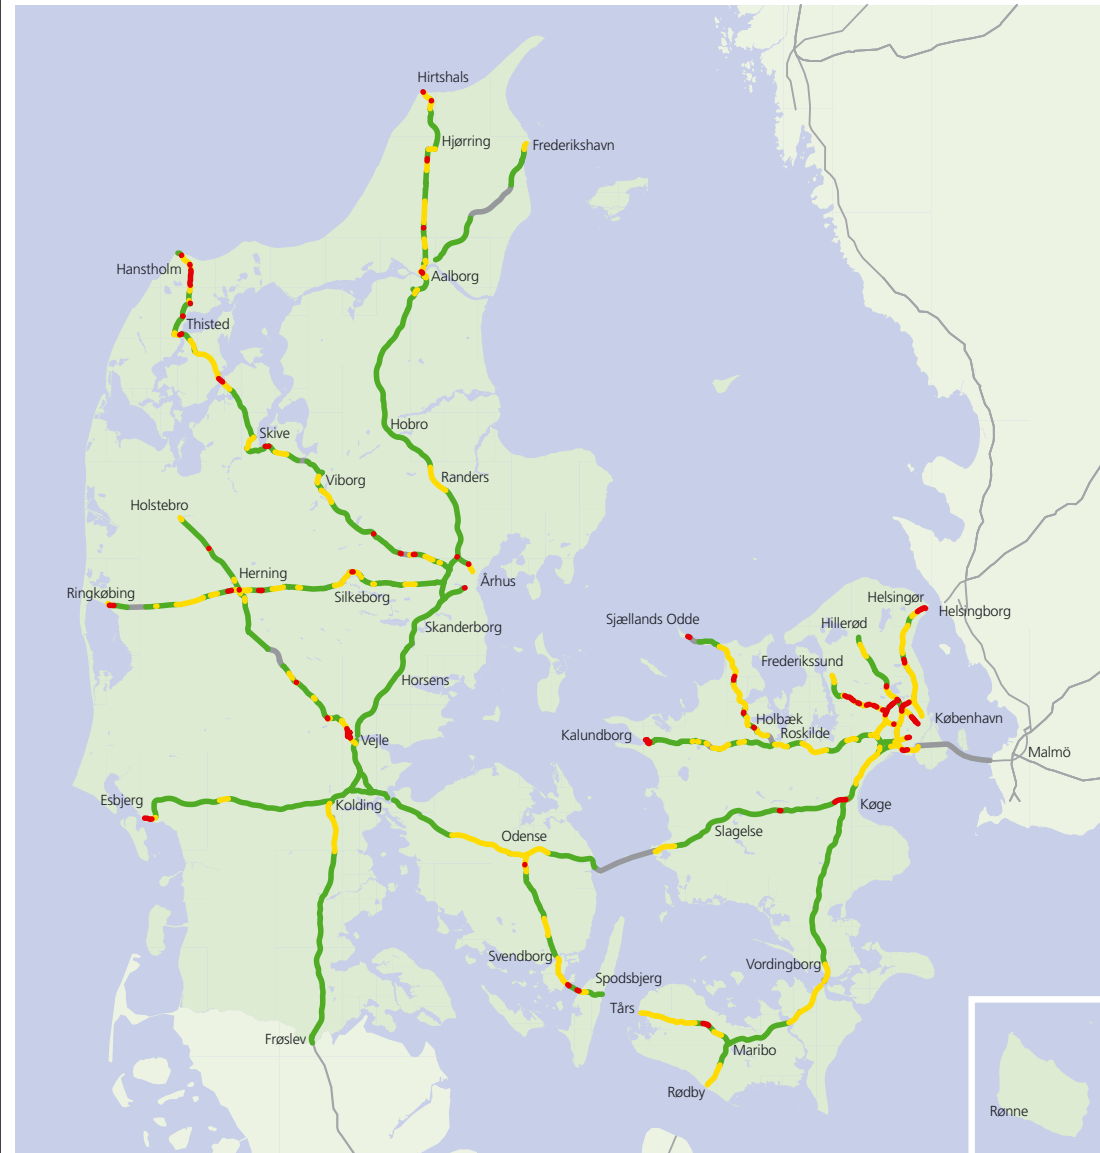 Hirtshals
Hjørring
Frederikshavn
Hanstholm
Aalborg
Thisted
Hobro
Skive
Randers
Viborg
Holstebro
Herning
Århus
Ringkøbing
Silkeborg
Helsingør
Helsingborg
Sjællands Odde
Hillerød
Skanderborg
Frederikssund
Horsens
Holbæk
København
Kalundborg
Roskilde
Vejle
Malmö
Esbjerg
Kolding
Køge
Slagelse
Odense
Svendborg
Vordingborg
Spodsbjerg
Tårs
Frøslev
Maribo
Rødby
Rønne